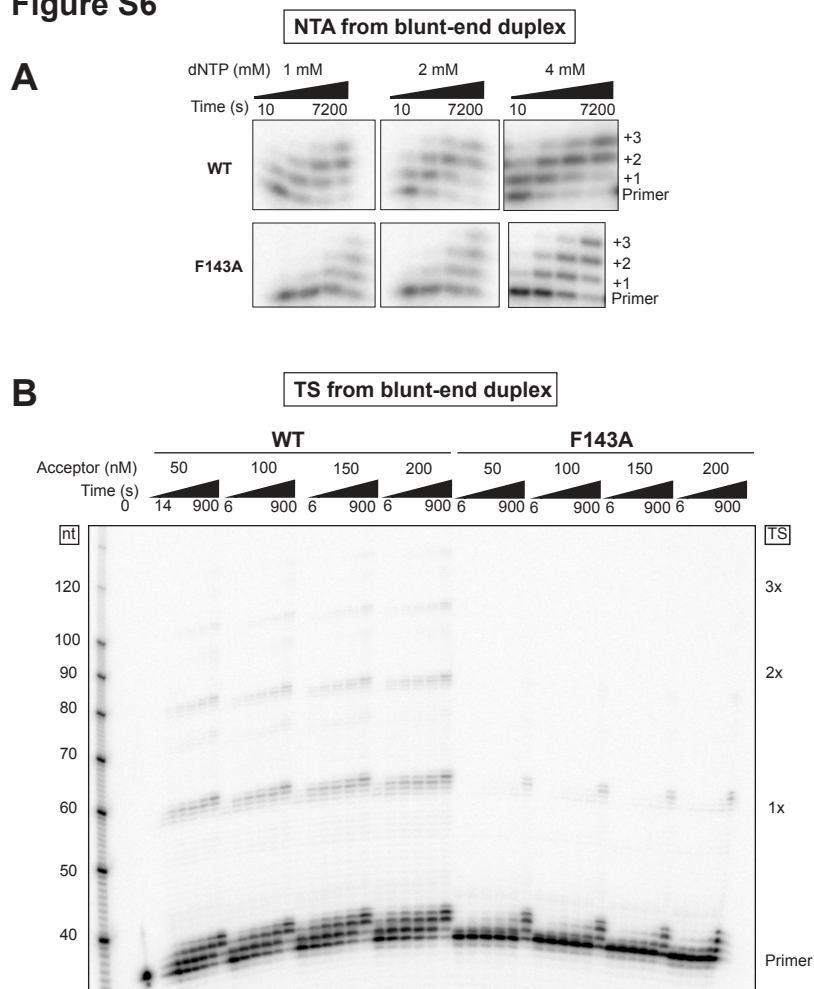 Figure S6
NTA from blunt-end duplex
A
dNTP (mM) 1 mM 2 mM 4 mM
Time (s) 10 7200 10 7200 10 7200
WT
+3
+2
+1
Primer
F143A
+3
+2
+1
Primer
B
TS from blunt-end duplex
WT F143A
Acceptor (nM) 50 100 150 200 50 100 150 200
Time (s)
0 14 900 6 900 6 900 6 900 6 900 6 900 6 900 6 900
nt TS
120 3x
100
90 2x
80
70
60 1x
50
40
Primer